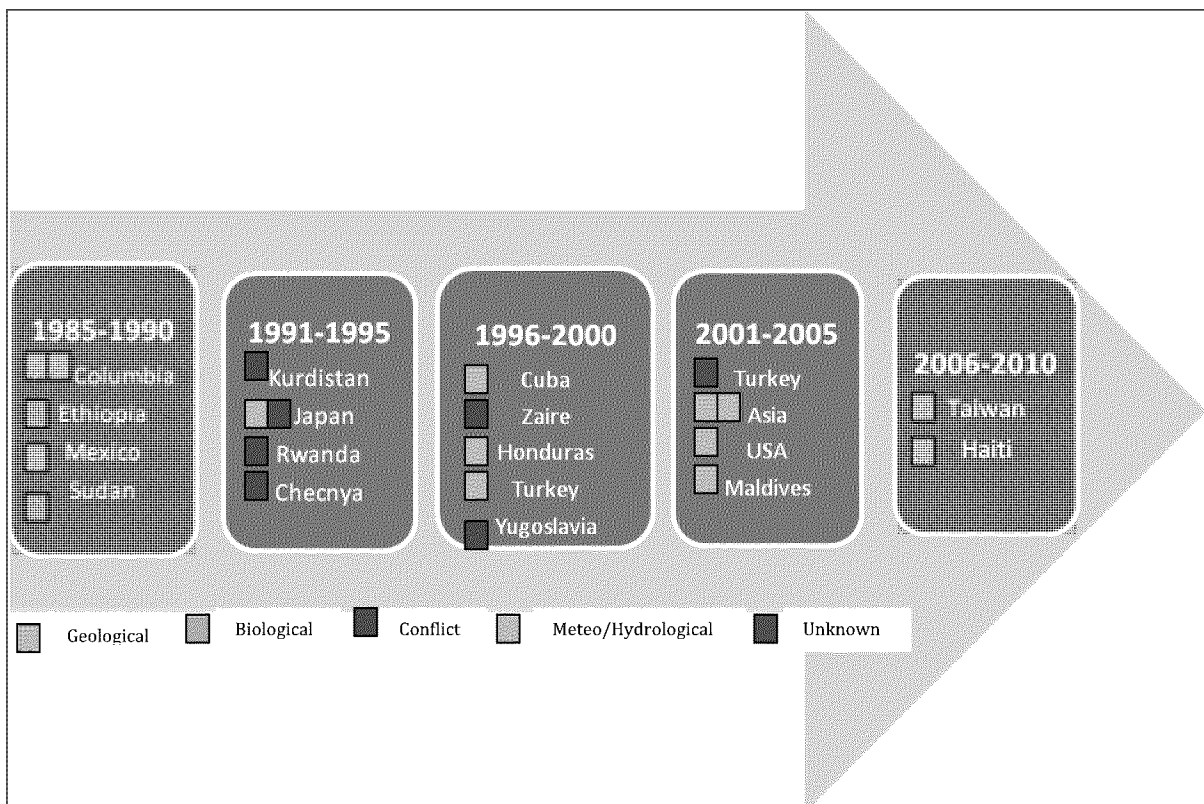 1985-1990
Columbia
Ethiopia
Mexico
Sudan
1991-1995
Kurdistan
Japan
Rwanda
Checnya
1996-2000
Cuba
Zaire
Honduras
Turkey
Yugoslavia
2001-2005
Turkey
Asia
USA
Maldives
2006-2010
Taiwan
Haiti
Geological
Biological
Conflict
Meteo/Hydrological
Unknown